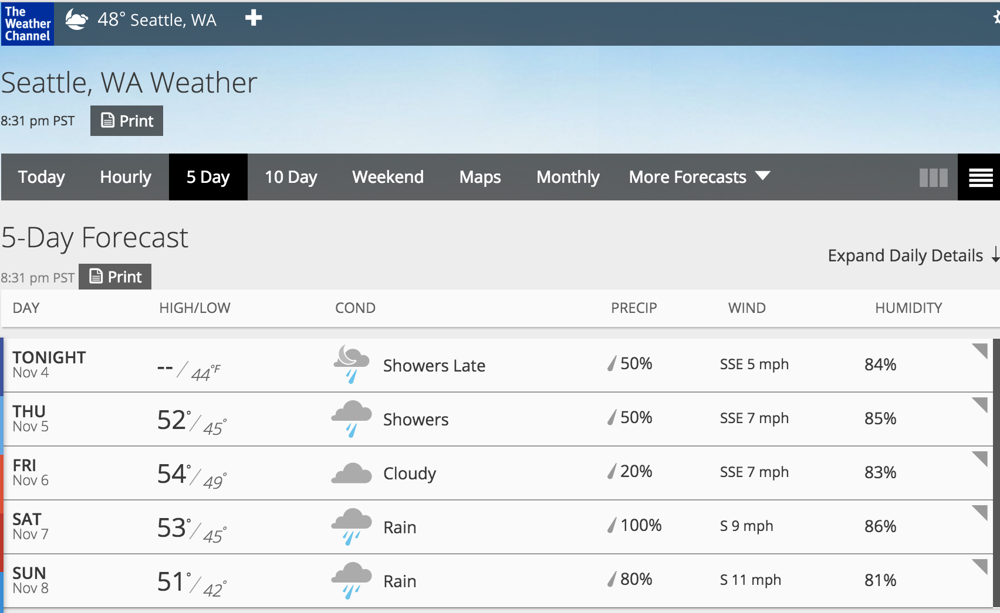 The
Weather
Channel
48° Seattle, WA
Seattle, WA Weather
8:31 pm PST Print
Today Hourly 5 Day 10 Day Weekend Maps Monthly More Forecasts
5-Day Forecast
Expand Daily Details
8:31 pm PST Print
DAY HIGH/LOW COND PRECIP WIND HUMIDITY
TONIGHT
Nov 4
-- / 44°F Showers Late 50% SSE 5 mph 84%
THU
Nov 5
52° / 45° Showers 50% SSE 7 mph 85%
FRI
Nov 6
54° / 49° Cloudy 20% SSE 7 mph 83%
SAT
Nov 7
53° / 45° Rain 100% S 9 mph 86%
SUN
Nov 8
51° / 42° Rain 80% S 11 mph 81%